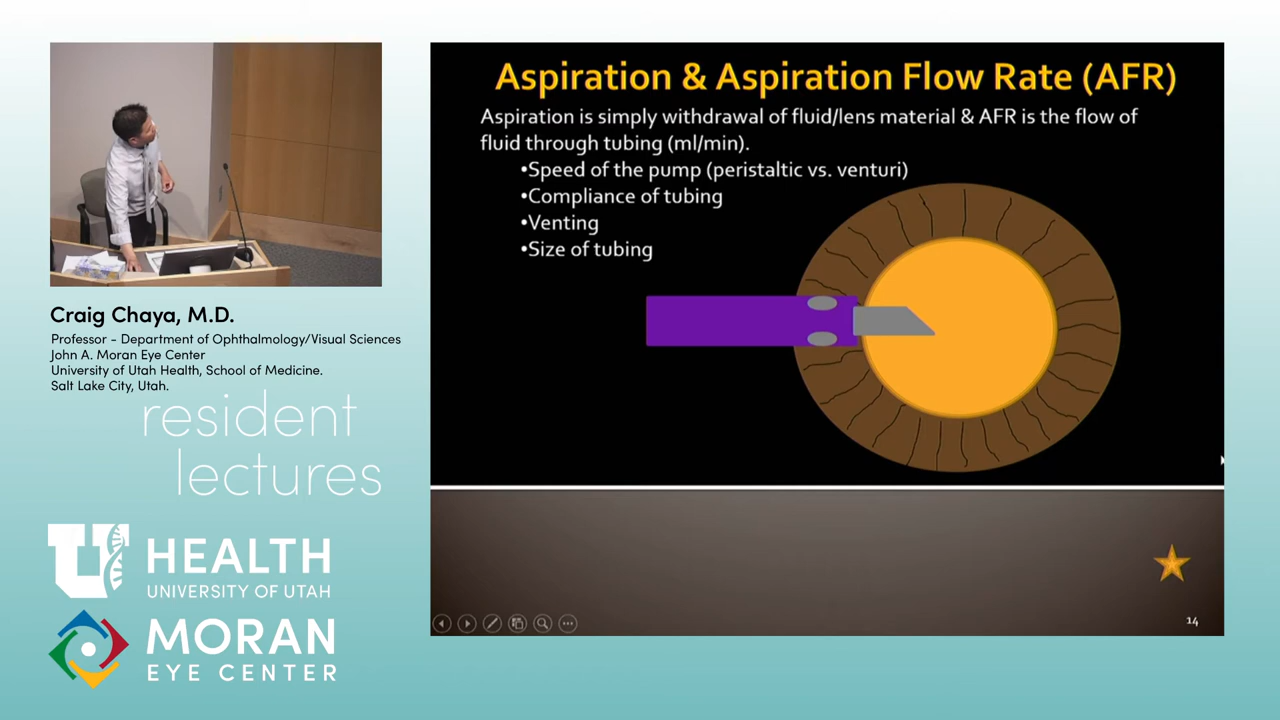 Craig Chaya, M.D.
Professor - Department of Ophthalmology/Visual Sciences
John A. Moran Eye Center
University of Utah Health, School of Medicine.
Salt Lake City, Utah.
resident
lectures
U
HEALTH
UNIVERSITY OF UTAH
MORAN
EYE CENTER
Aspiration & Aspiration Flow Rate (AFR)
Aspiration is simply withdrawal of fluid/lens material & AFR is the flow of
fluid through tubing (ml/min).
•Speed of the pump (peristaltic vs. venturi)
•Compliance of tubing
•Venting
•Size of tubing
14